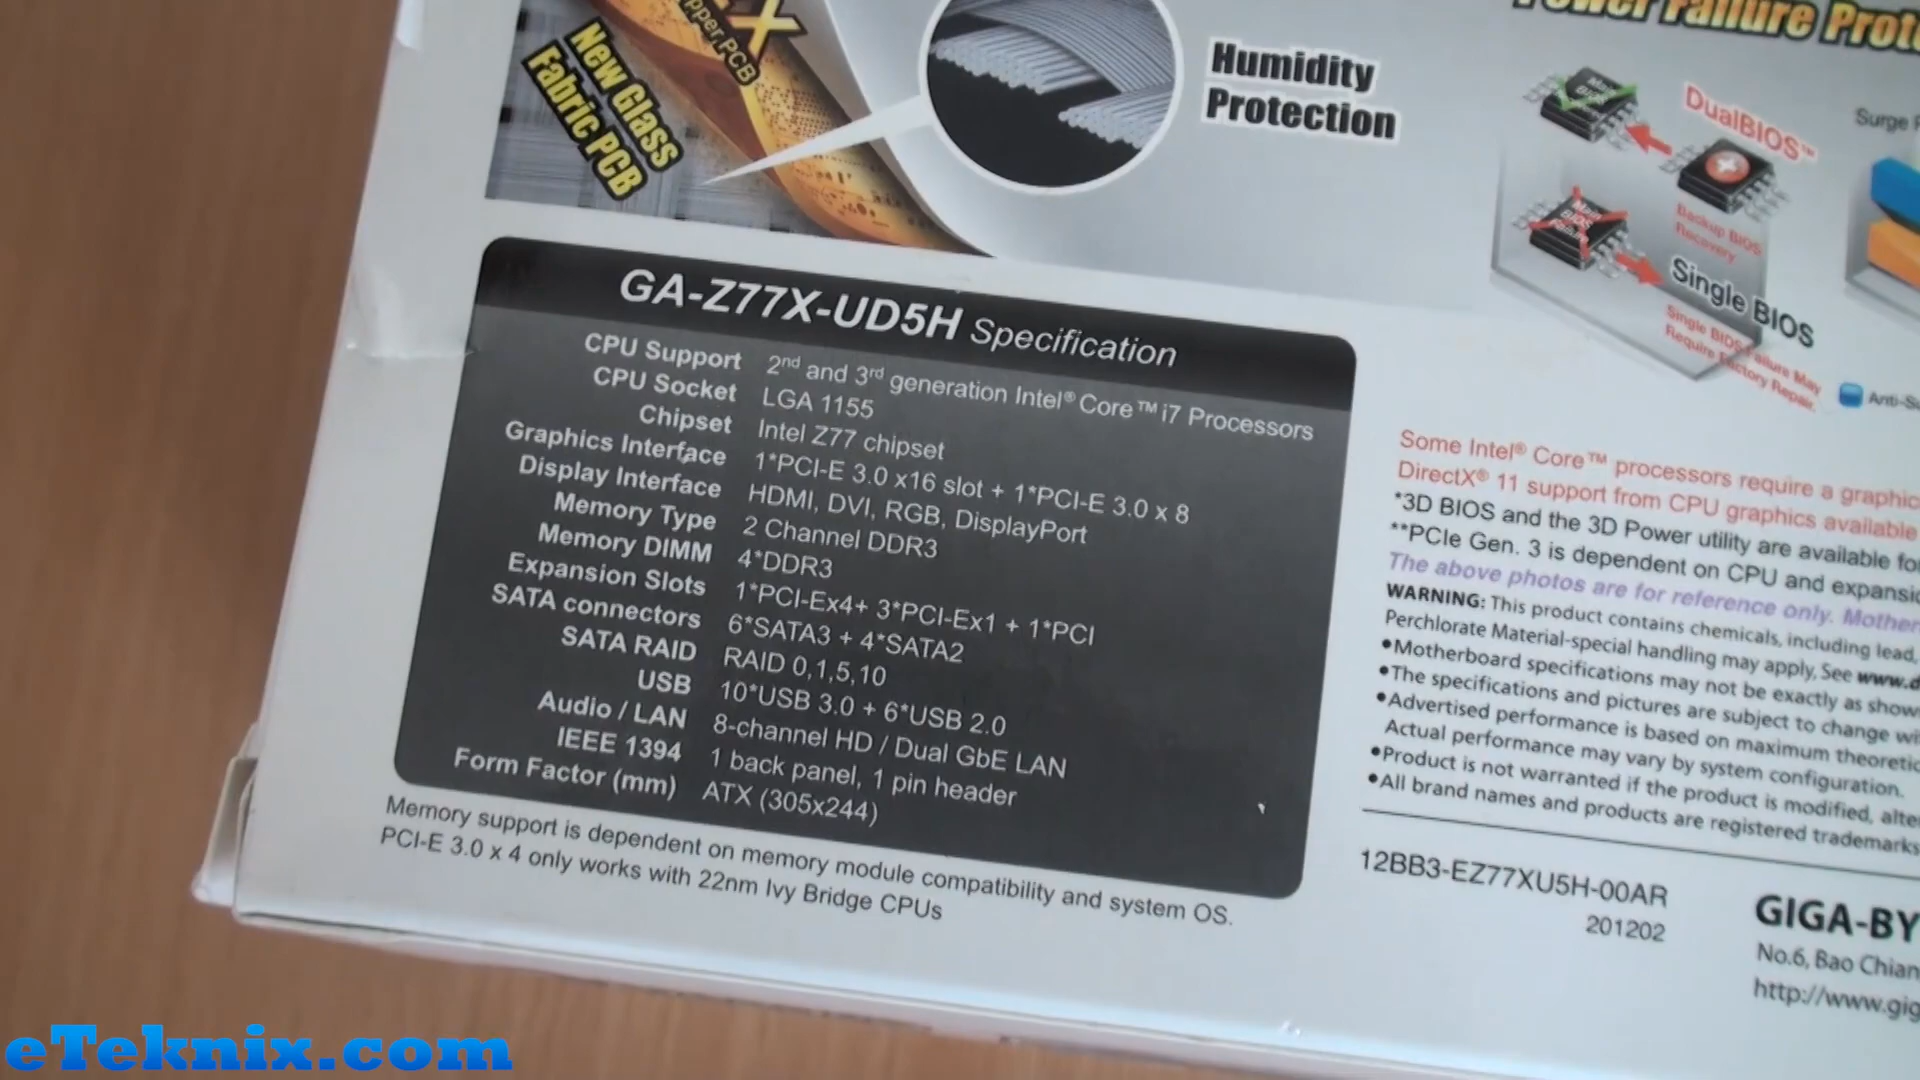 New Glass
Fabric PCB
Humidity
Protection
DualBIOS™
Backup BIOS
Recovery
Single BIOS
GA-Z77X-UD5H Specification
CPU Support 2nd and 3rd generation Intel® Core™ i7 Processors
CPU Socket LGA 1155
Chipset Intel Z77 chipset
Graphics Interface 1*PCI-E 3.0 x16 slot + 1*PCI-E 3.0 x 8
Display Interface HDMI, DVI, RGB, DisplayPort
Memory Type 2 Channel DDR3
Memory DIMM 4*DDR3
Expansion Slots 1*PCI-Ex4+ 3*PCI-Ex1 + 1*PCI
SATA connectors 6*SATA3 + 4*SATA2
SATA RAID RAID 0,1,5,10
USB 10*USB 3.0 + 6*USB 2.0
Audio / LAN 8-channel HD / Dual GbE LAN
IEEE 1394 1 back panel, 1 pin header
Form Factor (mm) ATX (305x244)
Memory support is dependent on memory module compatibility and system OS.
PCI-E 3.0 x 4 only works with 22nm Ivy Bridge CPUs
Some Intel® Core™ processors require a graphic
DirectX® 11 support from CPU graphics available
*3D BIOS and the 3D Power utility are available fo
**PCIe Gen. 3 is dependent on CPU and expansio
The above photos are for reference only. Mother
WARNING: This product contains chemicals, including lead,
Perchlorate Material-special handling may apply, See www.d
•Motherboard specifications may not be exactly as show
•The specifications and pictures are subject to change wi
•Advertised performance is based on maximum theoretic
Actual performance may vary by system configuration.
•Product is not warranted if the product is modified, alte
•All brand names and products are registered trademarks
12BB3-EZ77XU5H-00AR
201202
GIGA-BY
No.6, Bao Chian
http://www.gig
eTeknix.com